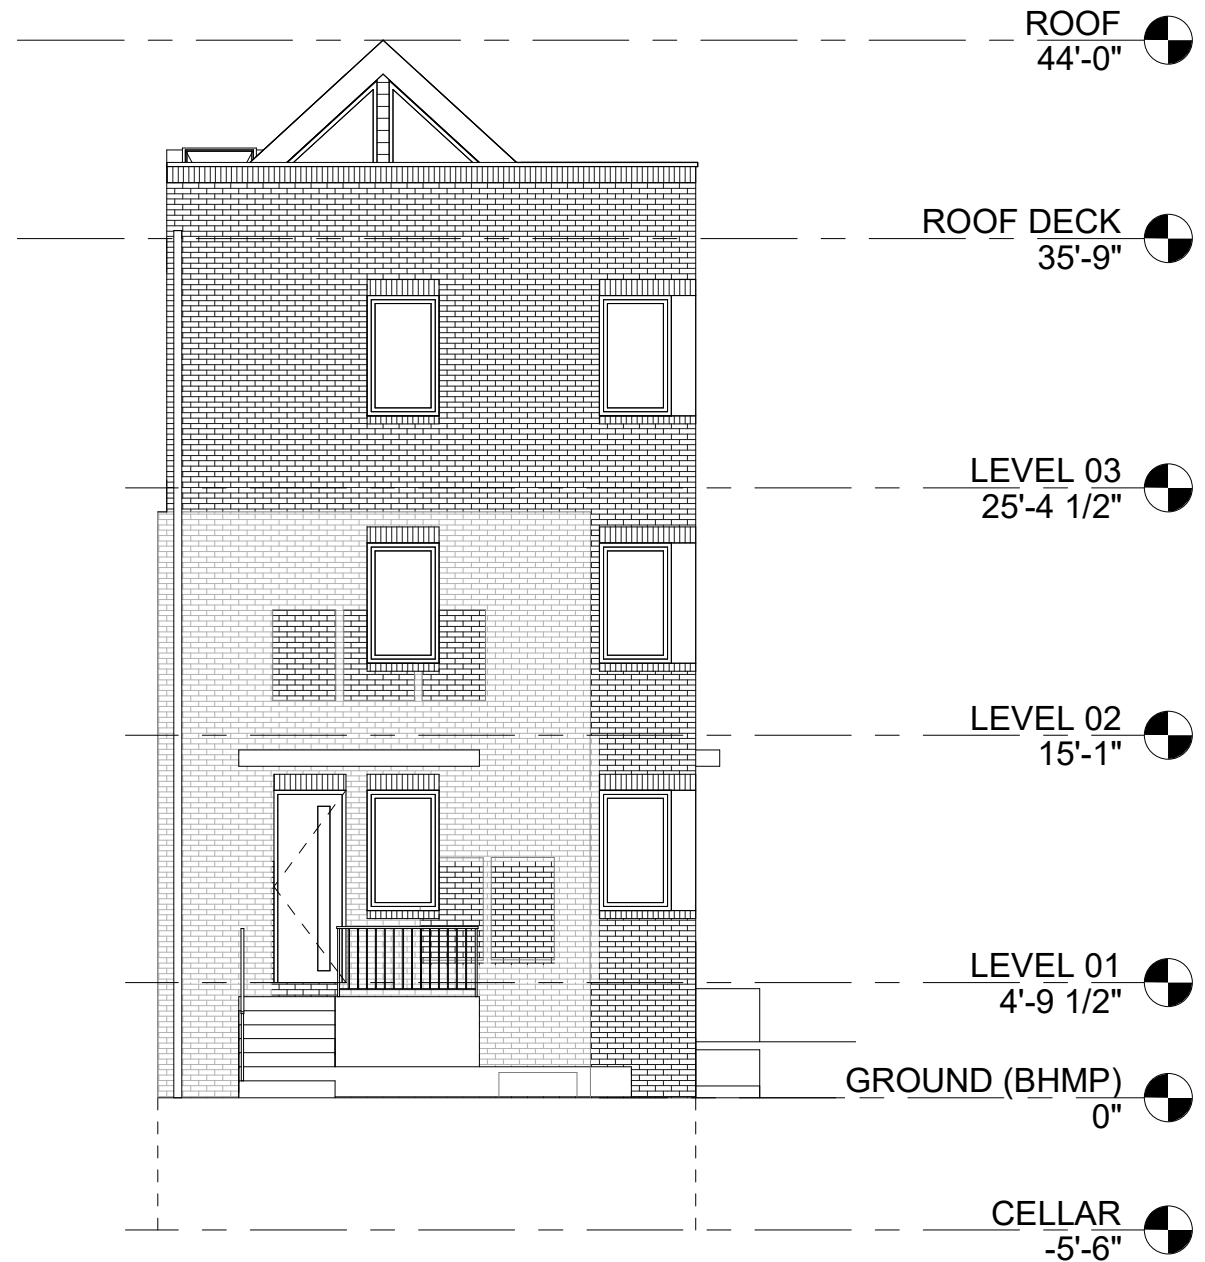 ROOF
44'-0"
ROOF DECK
35'-9"
LEVEL 03
25'-4 1/2"
LEVEL 02
15'-1"
LEVEL 01
4'-9 1/2"
GROUND (BHMP)
0"
CELLAR
-5'-6"